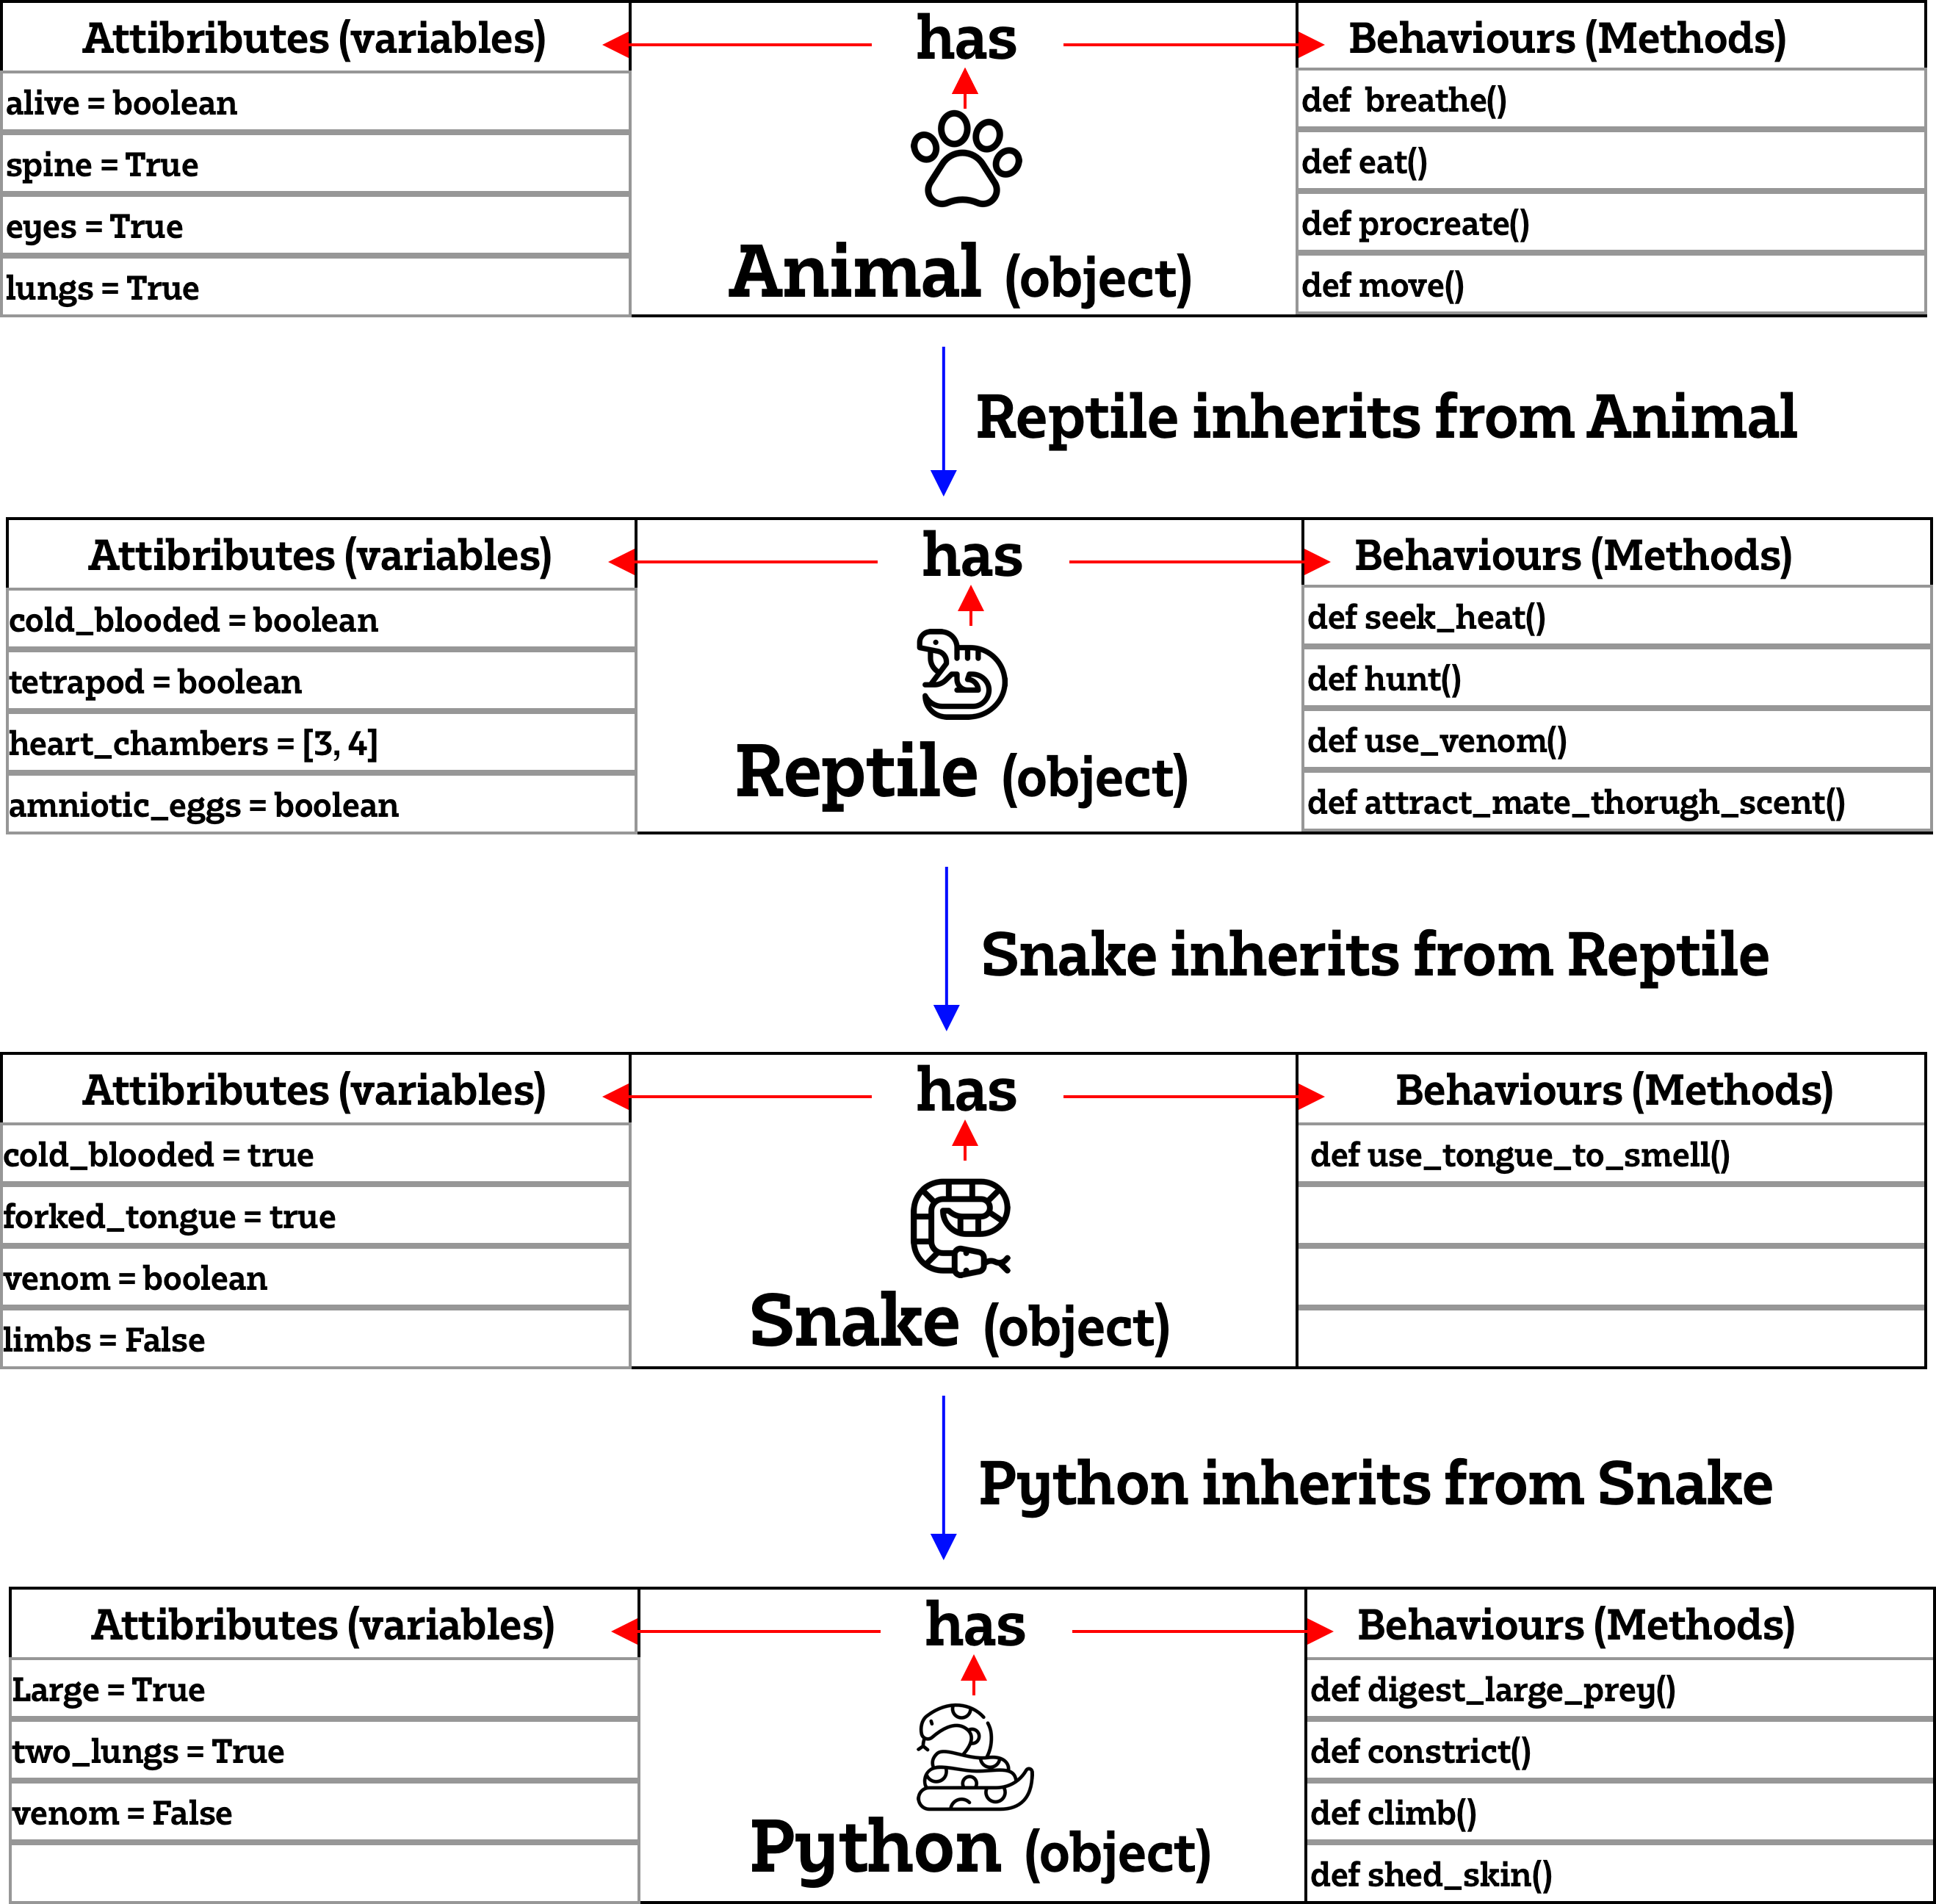 Attibributes (variables)
has
Behaviours (Methods)
alive = boolean
def  breathe()
spine = True
def eat()
eyes = True
def procreate()
lungs = True
Animal (object)
def move()
Reptile inherits from Animal
Attibributes (variables)
has
Behaviours (Methods)
cold_blooded = boolean
def seek_heat()
tetrapod = boolean
def hunt()
heart_chambers = [3, 4]
def use_venom()
amniotic_eggs = boolean
Reptile (object)
def attract_mate_thorugh_scent()
Snake inherits from Reptile
Attibributes (variables)
has
Behaviours (Methods)
cold_blooded = true
def use_tongue_to_smell()
forked_tongue = true
venom = boolean
limbs = False
Snake (object)
Python inherits from Snake
Attibributes (variables)
has
Behaviours (Methods)
Large = True
def digest_large_prey()
two_lungs = True
def constrict()
venom = False
def climb()
Python (object)
def shed_skin()